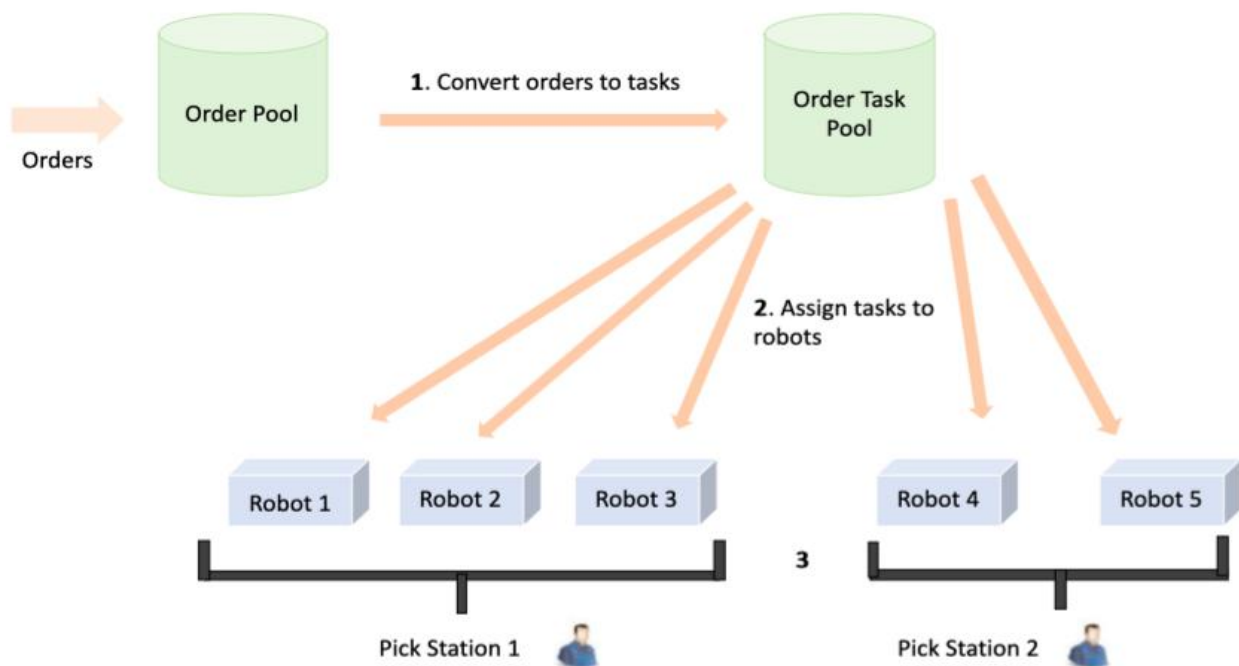 Order Pool
1. Convert orders to tasks
Order Task
Pool
Orders
2. Assign tasks to
robots
Robot 1
Robot 2
Robot 3
Robot 4
Robot 5
3
Pick Station 1
Pick Station 2